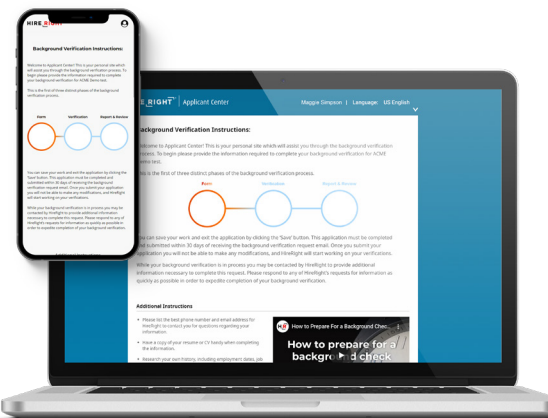 HIRE RIGHT
Background Verification Instructions:
Welcome to Applicant Center! This is your personal site which
will assist you through the background verification process. To
begin please provide the information required to complete
your background verification for ACME Demo test.
This is the first of three distinct phases of the background
verification process.
Form Verification Report & Review
You can save your work and exit the application by clicking the
'Save' button. This application must be completed and
submitted within 30 days of receiving the background
verification request email. Once you submit your application
you will not be able to make any modifications, and HireRight
will start working on your verifications.
While your background verification is in process you may be
contacted by HireRight to provide additional information
necessary to complete this request. Please respond to any of
HireRight's requests for information as quickly as possible in
order to expedite completion of your background verification.
E RIGHT Applicant Center Maggie Simpson | Language: US English
ackground Verification Instructions:
elcome to Applicant Center! This is your personal site which will assist you through the background verification
ocess. To begin please provide the information required to complete your background verification for ACME
emo test.
is is the first of three distinct phases of the background verification process.
Form Verification Report & Review
ou can save your work and exit the application by clicking the 'Save' button. This application must be completed
nd submitted within 30 days of receiving the background verification request email. Once you submit your
application you will not be able to make any modifications, and HireRight will start working on your verifications.
While your background verification is in process you may be contacted by HireRight to provide additional
information necessary to complete this request. Please respond to any of HireRight's requests for information as
quickly as possible in order to expedite completion of your background verification.
Additional Instructions
• Please list the best phone number and email address for
HireRight to contact you for questions regarding your
information.
• Have a copy of your resume or CV handy when completing
the information.
• Research your own history, including employment dates, job
HR How to Prepare For a Background Chec...
How to prepare for a
background check